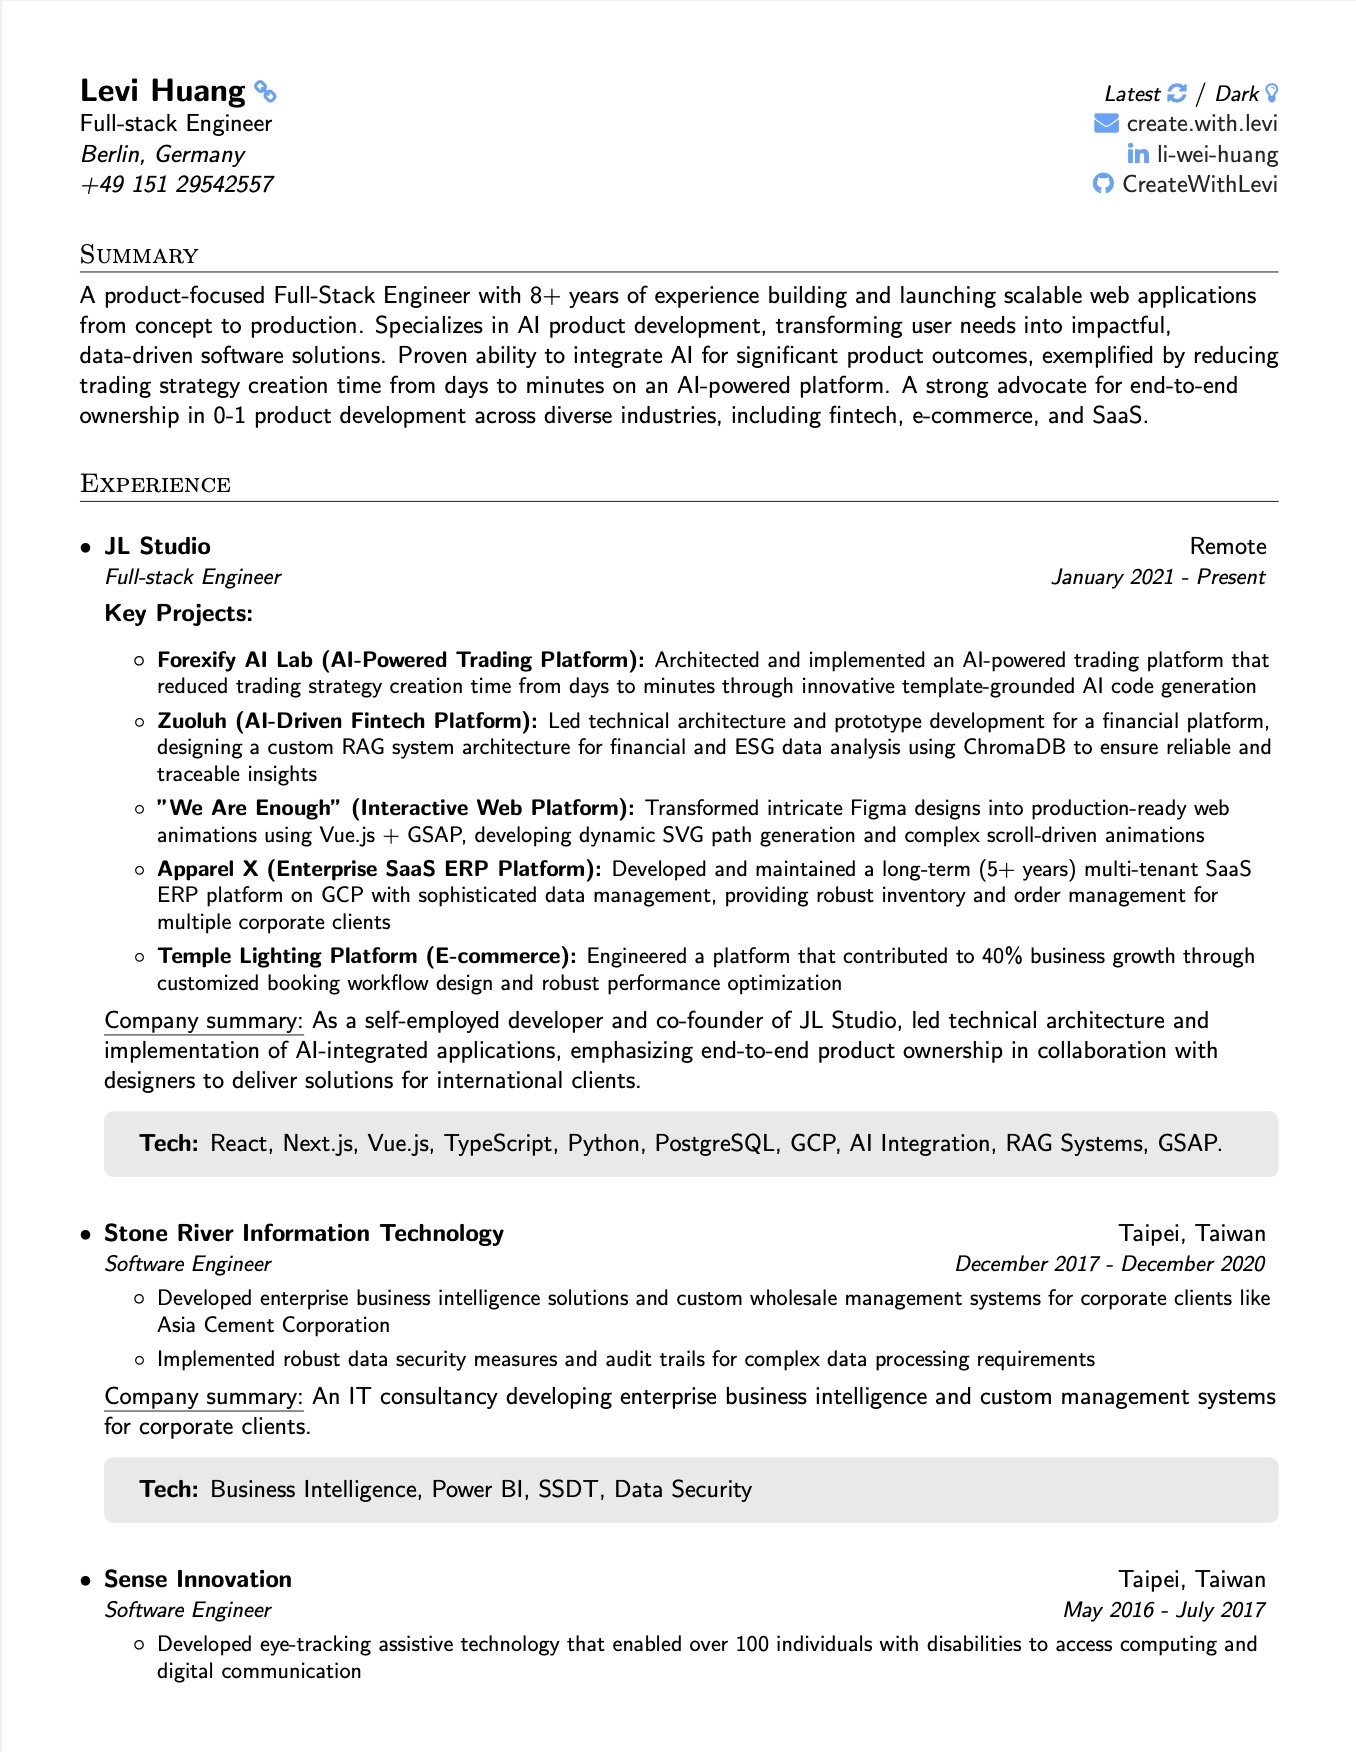 Levi Huang
Latest / Dark
Full-stack Engineer
create.with.levi
Berlin, Germany
li-wei-huang
+49 151 29542557
CreateWithLevi
Summary
A product-focused Full-Stack Engineer with 8+ years of experience building and launching scalable web applications
from concept to production. Specializes in AI product development, transforming user needs into impactful,
data-driven software solutions. Proven ability to integrate AI for significant product outcomes, exemplified by reducing
trading strategy creation time from days to minutes on an AI-powered platform. A strong advocate for end-to-end
ownership in 0-1 product development across diverse industries, including fintech, e-commerce, and SaaS.
Experience
• JL Studio Remote
Full-stack Engineer January 2021 - Present
Key Projects:
◦ Forexify AI Lab (AI-Powered Trading Platform): Architected and implemented an AI-powered trading platform that
reduced trading strategy creation time from days to minutes through innovative template-grounded AI code generation
◦ Zuoluh (AI-Driven Fintech Platform): Led technical architecture and prototype development for a financial platform,
designing a custom RAG system architecture for financial and ESG data analysis using ChromaDB to ensure reliable and
traceable insights
◦ ”We Are Enough” (Interactive Web Platform): Transformed intricate Figma designs into production-ready web
animations using Vue.js + GSAP, developing dynamic SVG path generation and complex scroll-driven animations
◦ Apparel X (Enterprise SaaS ERP Platform): Developed and maintained a long-term (5+ years) multi-tenant SaaS
ERP platform on GCP with sophisticated data management, providing robust inventory and order management for
multiple corporate clients
◦ Temple Lighting Platform (E-commerce): Engineered a platform that contributed to 40% business growth through
customized booking workflow design and robust performance optimization
Company summary: As a self-employed developer and co-founder of JL Studio, led technical architecture and
implementation of AI-integrated applications, emphasizing end-to-end product ownership in collaboration with
designers to deliver solutions for international clients.
Tech: React, Next.js, Vue.js, TypeScript, Python, PostgreSQL, GCP, AI Integration, RAG Systems, GSAP.
• Stone River Information Technology Taipei, Taiwan
Software Engineer December 2017 - December 2020
◦ Developed enterprise business intelligence solutions and custom wholesale management systems for corporate clients like
Asia Cement Corporation
◦ Implemented robust data security measures and audit trails for complex data processing requirements
Company summary: An IT consultancy developing enterprise business intelligence and custom management systems
for corporate clients.
Tech: Business Intelligence, Power BI, SSDT, Data Security
• Sense Innovation Taipei, Taiwan
Software Engineer May 2016 - July 2017
◦ Developed eye-tracking assistive technology that enabled over 100 individuals with disabilities to access computing and
digital communication